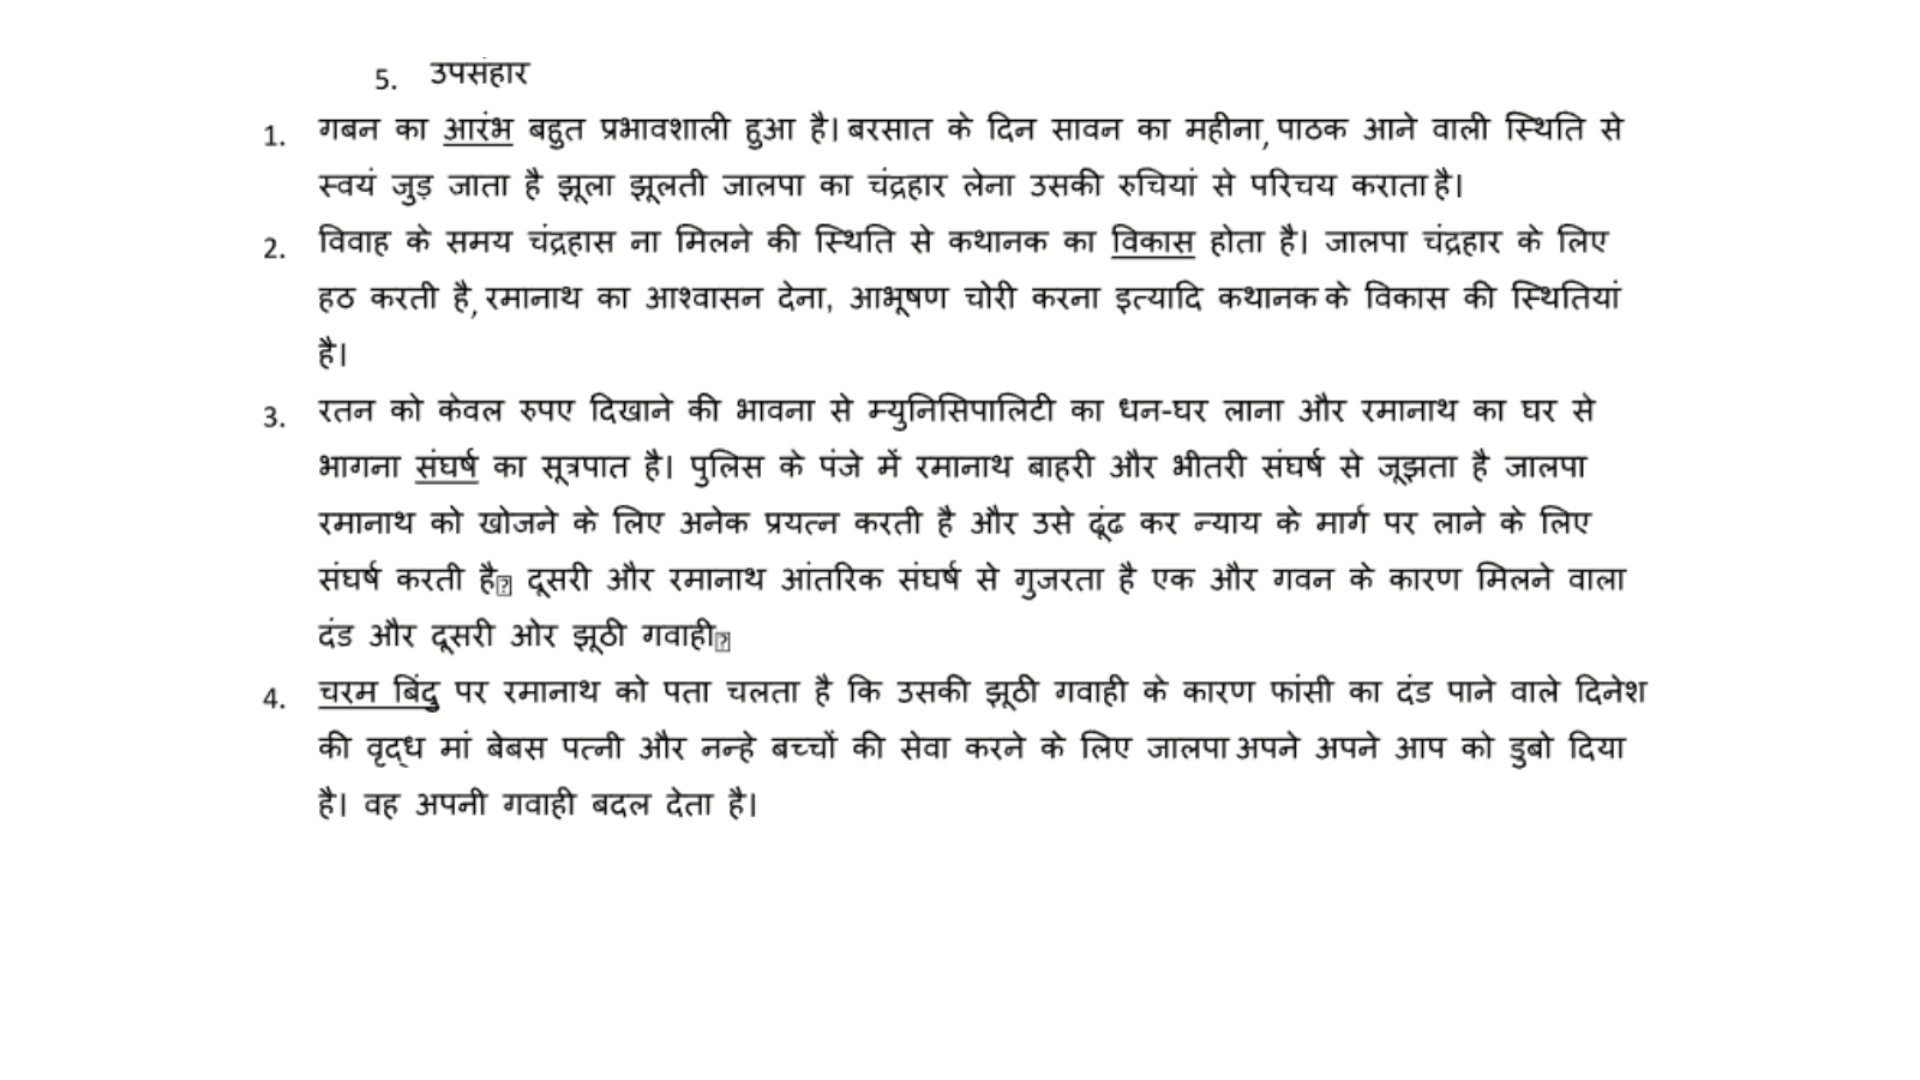 5. उपसंहार
1. गबन का आरंभ बहुत प्रभावशाली हुआ है। बरसात के दिन सावन का महीना, पाठक आने वाली स्थिति से
स्वयं जुड़ जाता है झूला झूलती जालपा का चंद्रहार लेना उसकी रुचियां से परिचय कराता है।
2. विवाह के समय चंद्रहास ना मिलने की स्थिति से कथानक का विकास होता है। जालपा चंद्रहार के लिए
हठ करती है, रमानाथ का आश्वासन देना, आभूषण चोरी करना इत्यादि कथानक के विकास की स्थितियां
है।
3. रतन को केवल रुपए दिखाने की भावना से म्युनिसिपालिटी का धन-घर लाना और रमानाथ का घर से
भागना संघर्ष का सूत्रपात है। पुलिस के पंजे में रमानाथ बाहरी और भीतरी संघर्ष से जूझता है जालपा
रमानाथ को खोजने के लिए अनेक प्रयत्न करती है और उसे ढूंढ कर न्याय के मार्ग पर लाने के लिए
संघर्ष करती है दूसरी और रमानाथ आंतरिक संघर्ष से गुजरता है एक और गवन के कारण मिलने वाला
दंड और दूसरी ओर झूठी गवाही
4. चरम बिंदु पर रमानाथ को पता चलता है कि उसकी झूठी गवाही के कारण फांसी का दंड पाने वाले दिनेश
की वृद्ध मां बेबस पत्नी और नन्हे बच्चों की सेवा करने के लिए जालपा अपने अपने आप को डुबो दिया
है। वह अपनी गवाही बदल देता है।